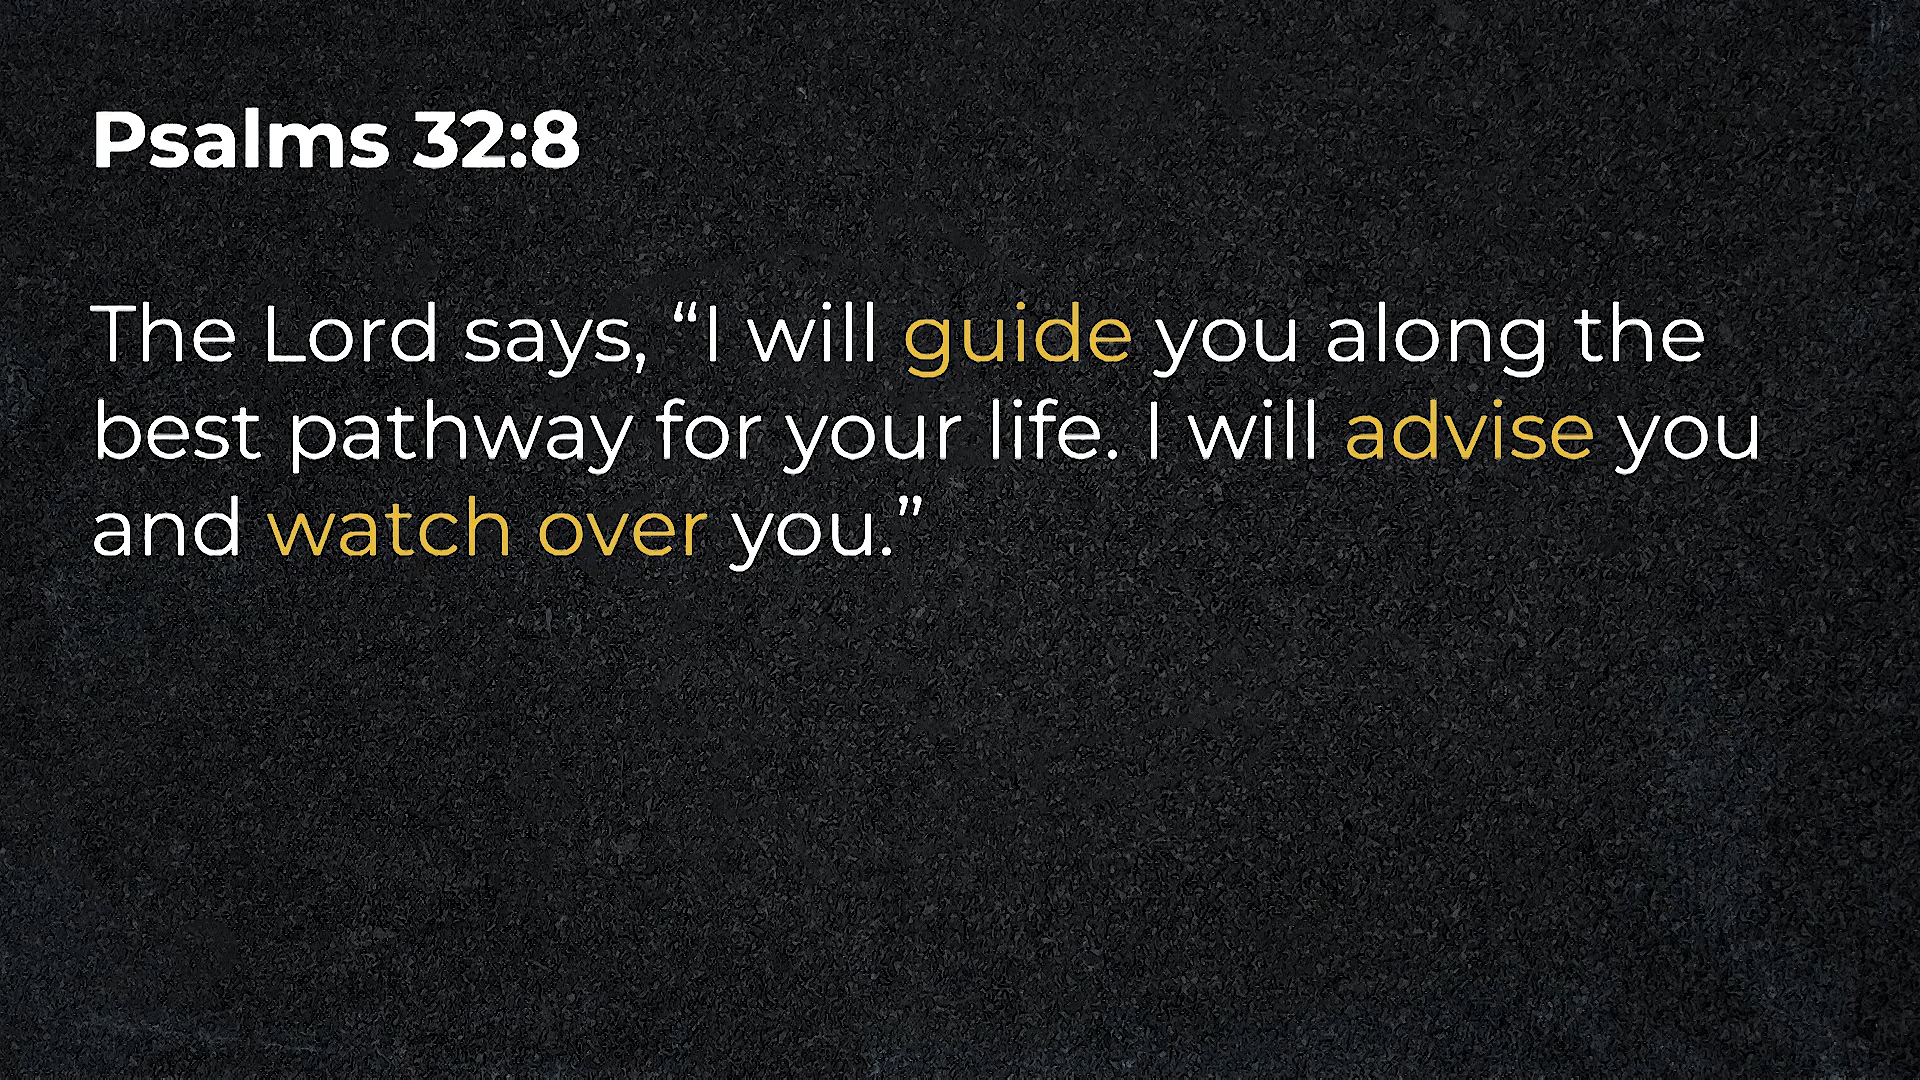 Psalms 32:8
The Lord says, “I will guide you along the
best pathway for your life. I will advise you
and watch over you.”